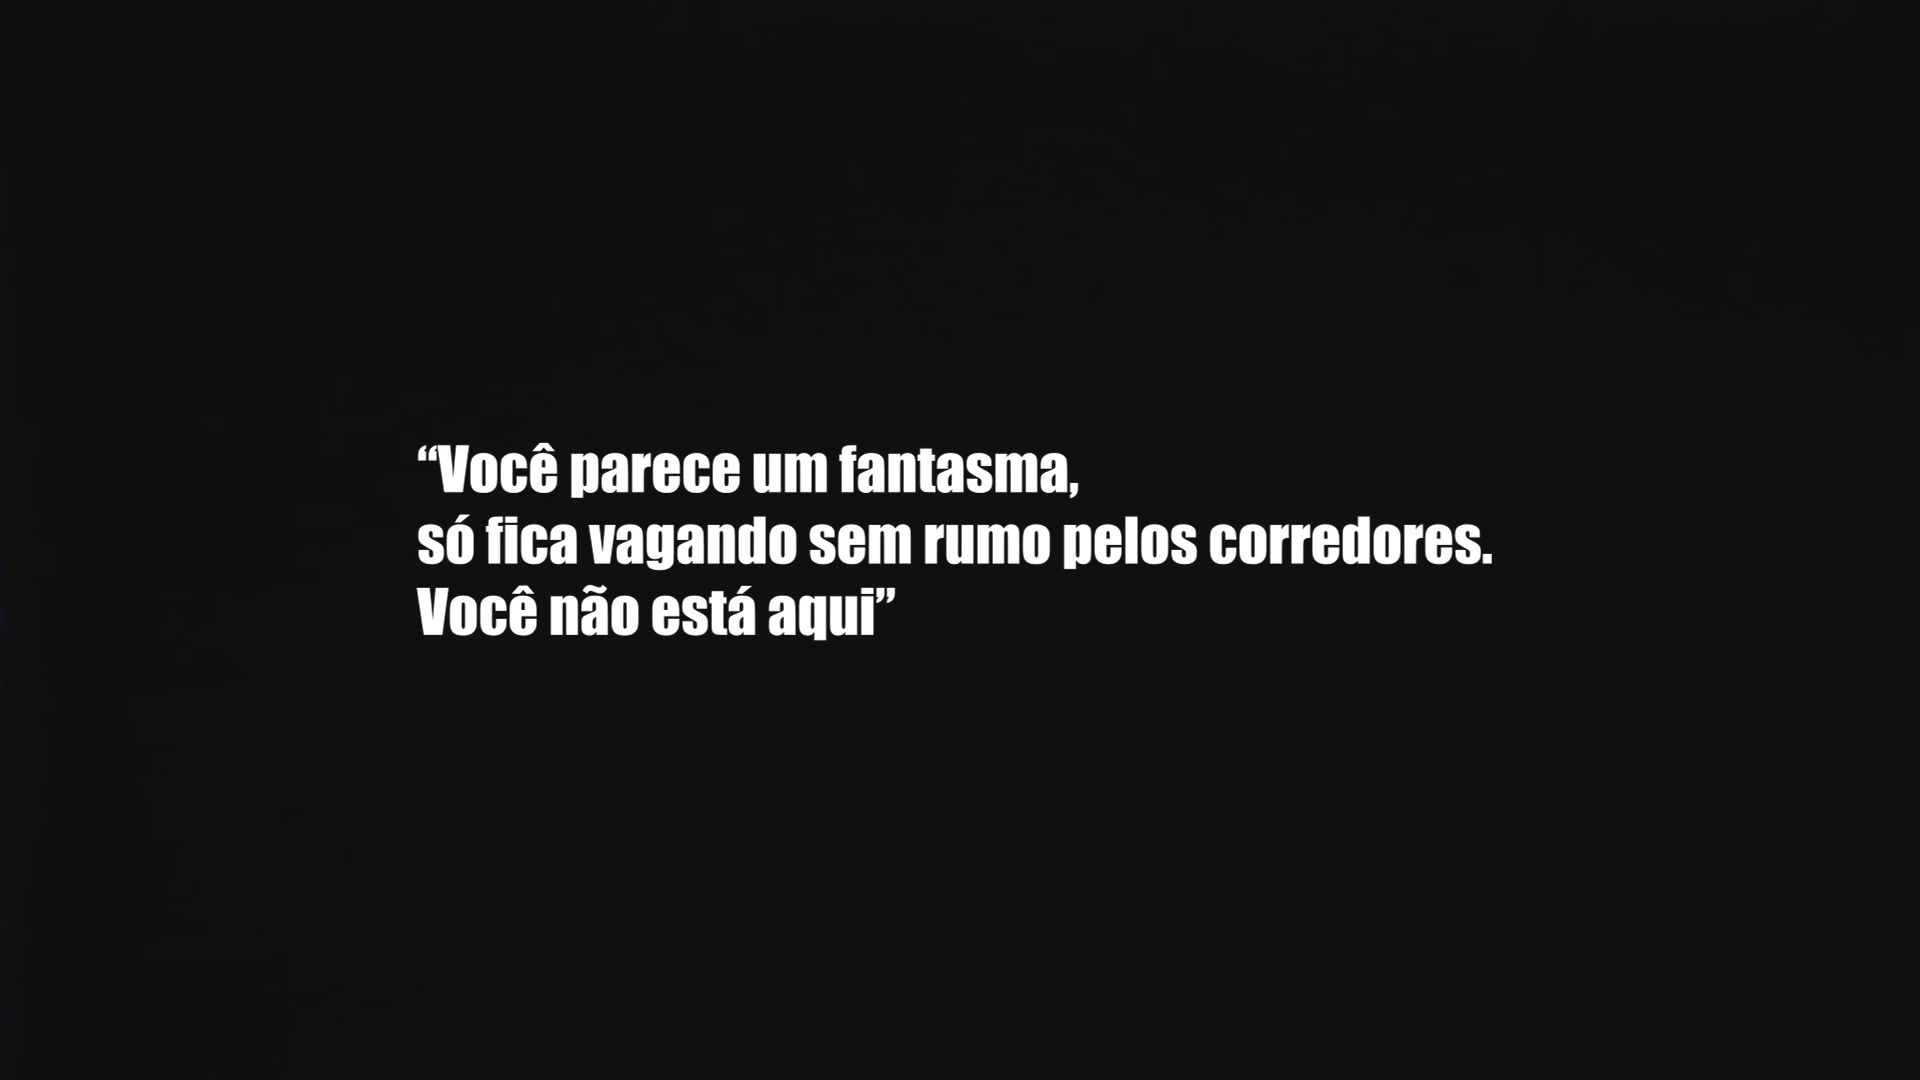 “Você parece um fantasma,
só fica vagando sem rumo pelos corredores.
Você não está aqui”